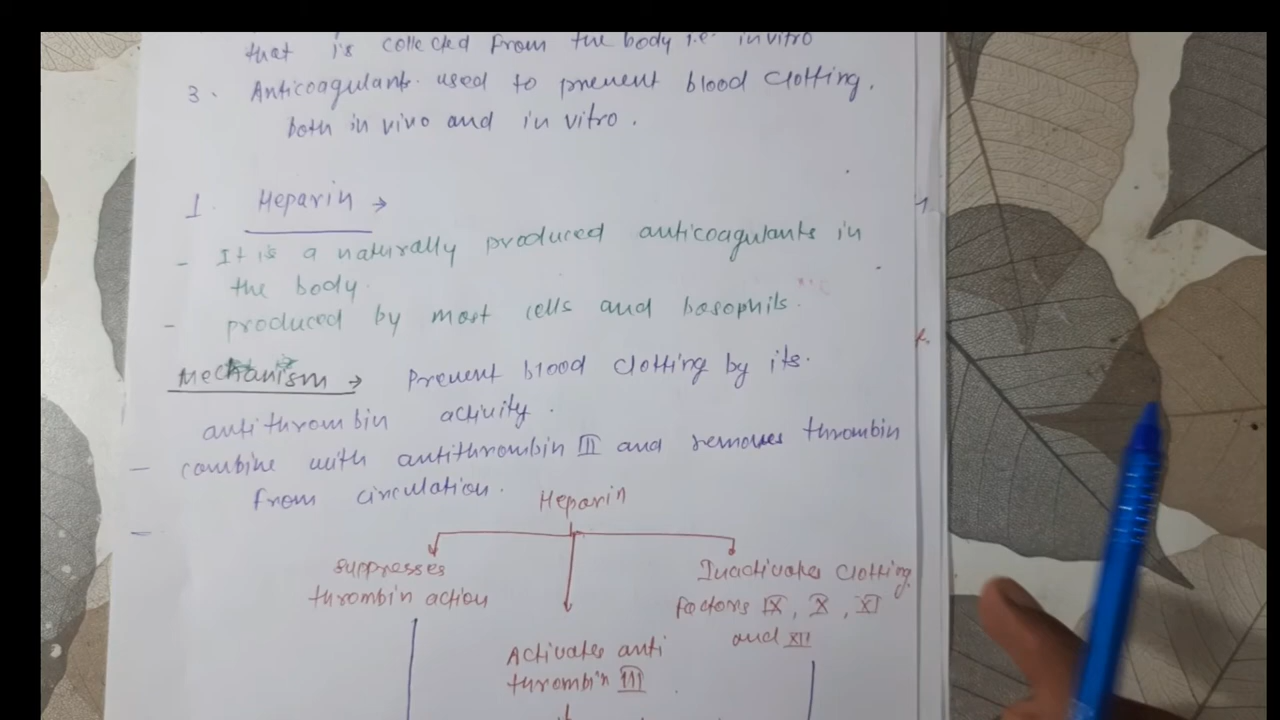 that is collected from the body i.e. invitro
3. Anticoagulants used to prevent blood clotting.
both in vivo and in vitro.
1. Heparin →
- It is a naturally produced anticoagulants in
the body.
- produced by mast cells and basophils.
Mechanism → Prevent blood clotting by its.
antithrombin activity.
- combine with antithrombin III and removes thrombin
from circulation.
-
Heparin
Suppresses
thrombin action
Activates anti
thrombin III
Inactivates clotting
factors IX, X, XI
and XII